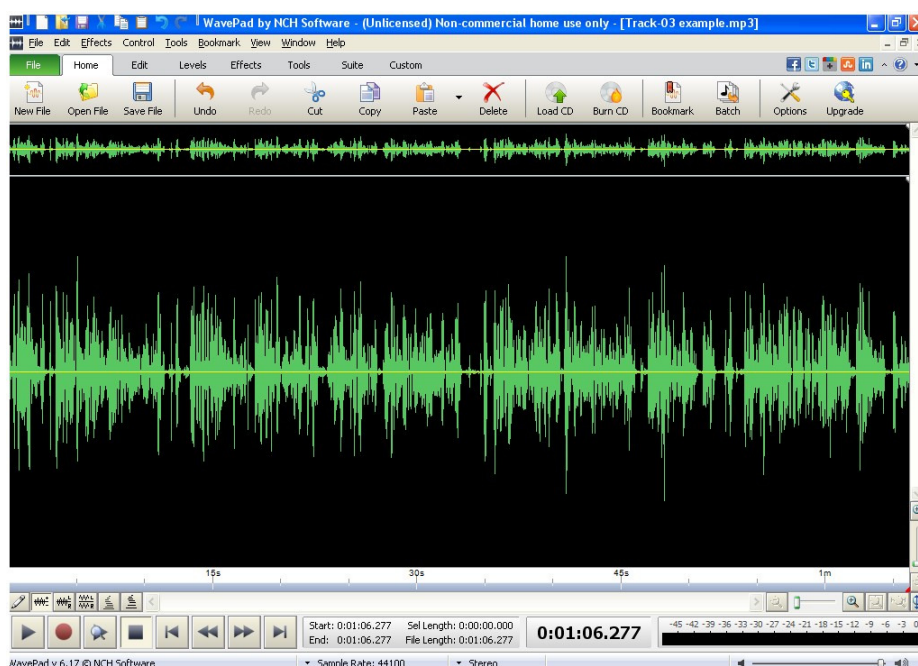 WavePad by NCH Software - (Unlicensed) Non-commercial home use only - [Track-03 example.mp3]
File Edit Effects Control Tools Bookmark View Window Help
File Home Edit Levels Effects Tools Suite Custom
New File Open File Save File Undo Redo Cut Copy Paste Delete Load CD Burn CD Bookmark Batch Options Upgrade
15s 30s 45s 1m
Start: 0:01:06.277 Sel Length: 0:00:00.000
End: 0:01:06.277 File Length: 0:01:06.277
0:01:06.277
-45 -42 -39 -36 -33 -30 -27 -24 -21 -18 -15 -12 -9 -6 -3 0
WavePad v 6.17 © NCH Software Sample Rate: 44100 Stereo